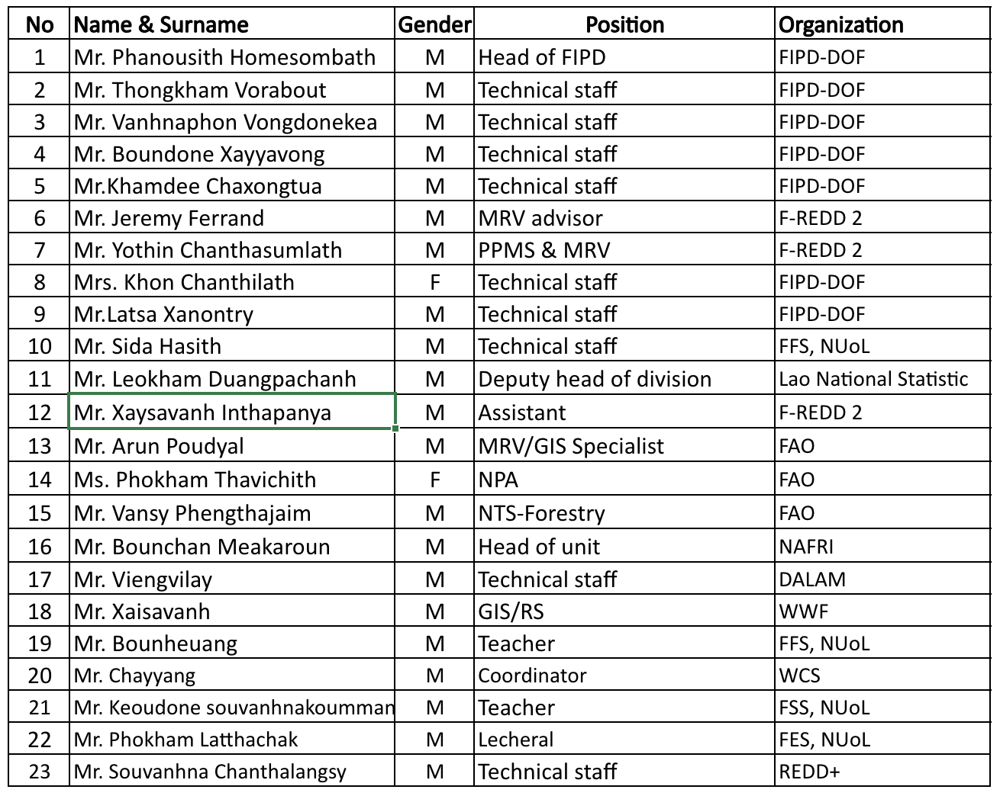 No Name & Surname Gender Position Organization
1 Mr. Phanousith Homesombath M Head of FIPD FIPD-DOF
2 Mr. Thongkham Vorabout M Technical staff FIPD-DOF
3 Mr. Vanhnaphon Vongdonekea M Technical staff FIPD-DOF
4 Mr. Boundone Xayyavong M Technical staff FIPD-DOF
5 Mr.Khamdee Chaxongtua M Technical staff FIPD-DOF
6 Mr. Jeremy Ferrand M MRV advisor F-REDD 2
7 Mr. Yothin Chanthasumlath M PPMS & MRV F-REDD 2
8 Mrs. Khon Chanthilath F Technical staff FIPD-DOF
9 Mr.Latsa Xanontry M Technical staff FIPD-DOF
10 Mr. Sida Hasith M Technical staff FFS, NUoL
11 Mr. Leokham Duangpachanh M Deputy head of division Lao National Statistic
12 Mr. Xaysavanh Inthapanya M Assistant F-REDD 2
13 Mr. Arun Poudyal M MRV/GIS Specialist FAO
14 Ms. Phokham Thavichith F NPA FAO
15 Mr. Vansy Phengthajaim M NTS-Forestry FAO
16 Mr. Bounchan Meakaroun M Head of unit NAFRI
17 Mr. Viengvilay M Technical staff DALAM
18 Mr. Xaisavanh M GIS/RS WWF
19 Mr. Bounheuang M Teacher FFS, NUoL
20 Mr. Chayyang M Coordinator WCS
21 Mr. Keoudone souvanhnakoumman M Teacher FSS, NUoL
22 Mr. Phokham Latthachak M Lecheral FES, NUoL
23 Mr. Souvanhna Chanthalangsy M Technical staff REDD+